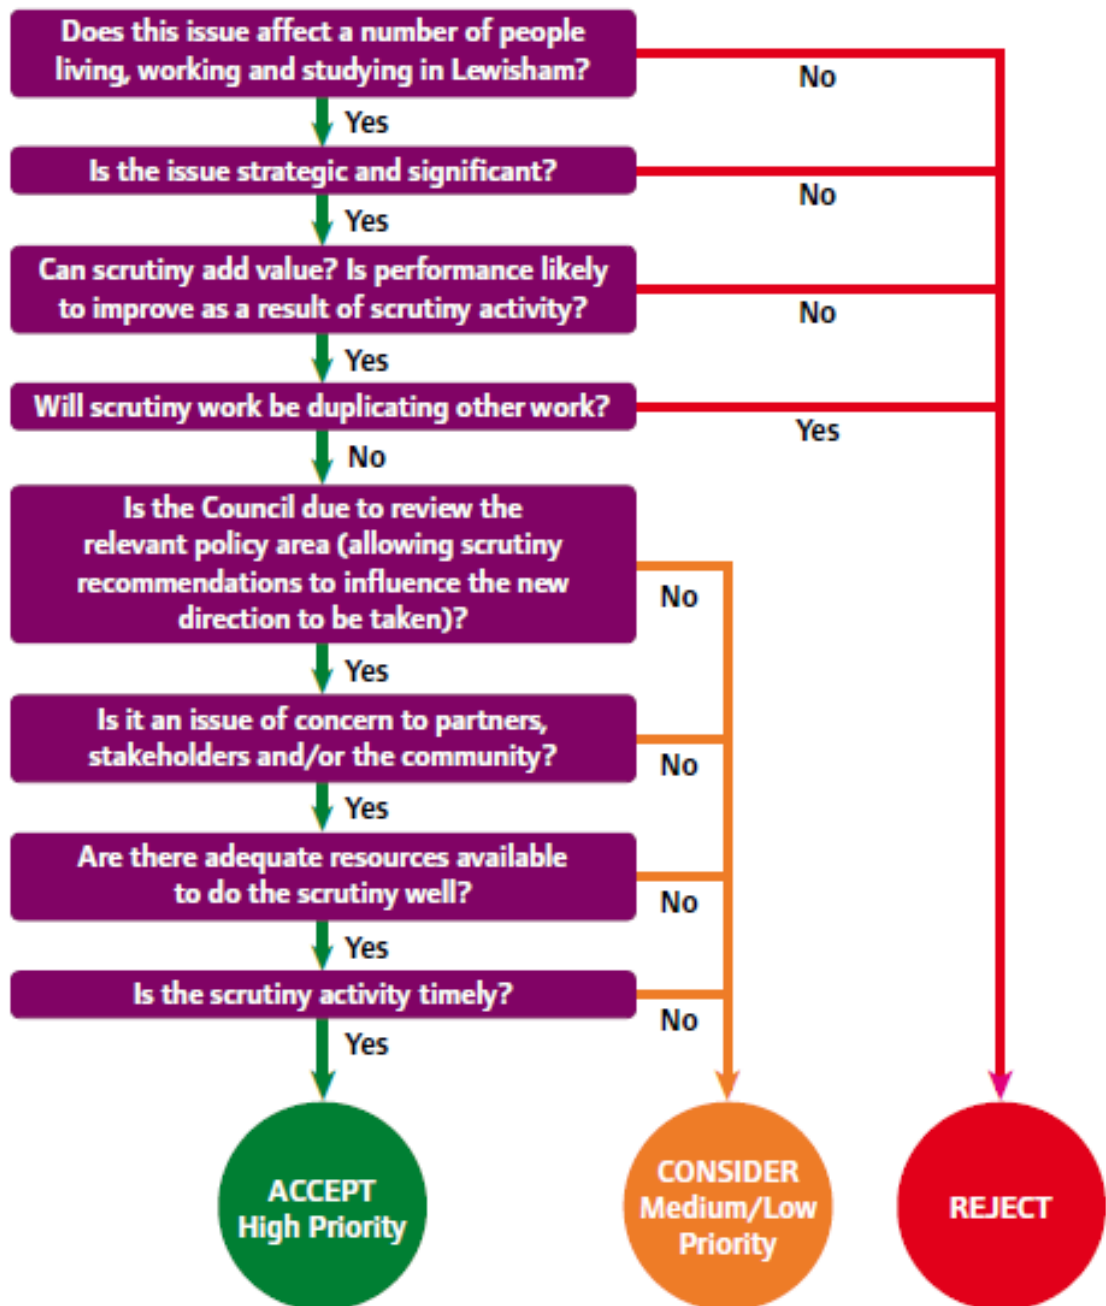 Does this issue affect a number of people
living, working and studying in Lewisham?
No
Yes
Is the issue strategic and significant?
No
Yes
Can scrutiny add value? Is performance likely
to improve as a result of scrutiny activity?
No
Yes
Will scrutiny work be duplicating other work?
Yes
No
Is the Council due to review the
relevant policy area (allowing scrutiny
recommendations to influence the new
direction to be taken)?
No
Yes
Is it an issue of concern to partners,
stakeholders and/or the community?
No
Yes
Are there adequate resources available
to do the scrutiny well?
No
Yes
Is the scrutiny activity timely?
No
Yes
ACCEPT
High Priority
CONSIDER
Medium/Low
Priority
REJECT